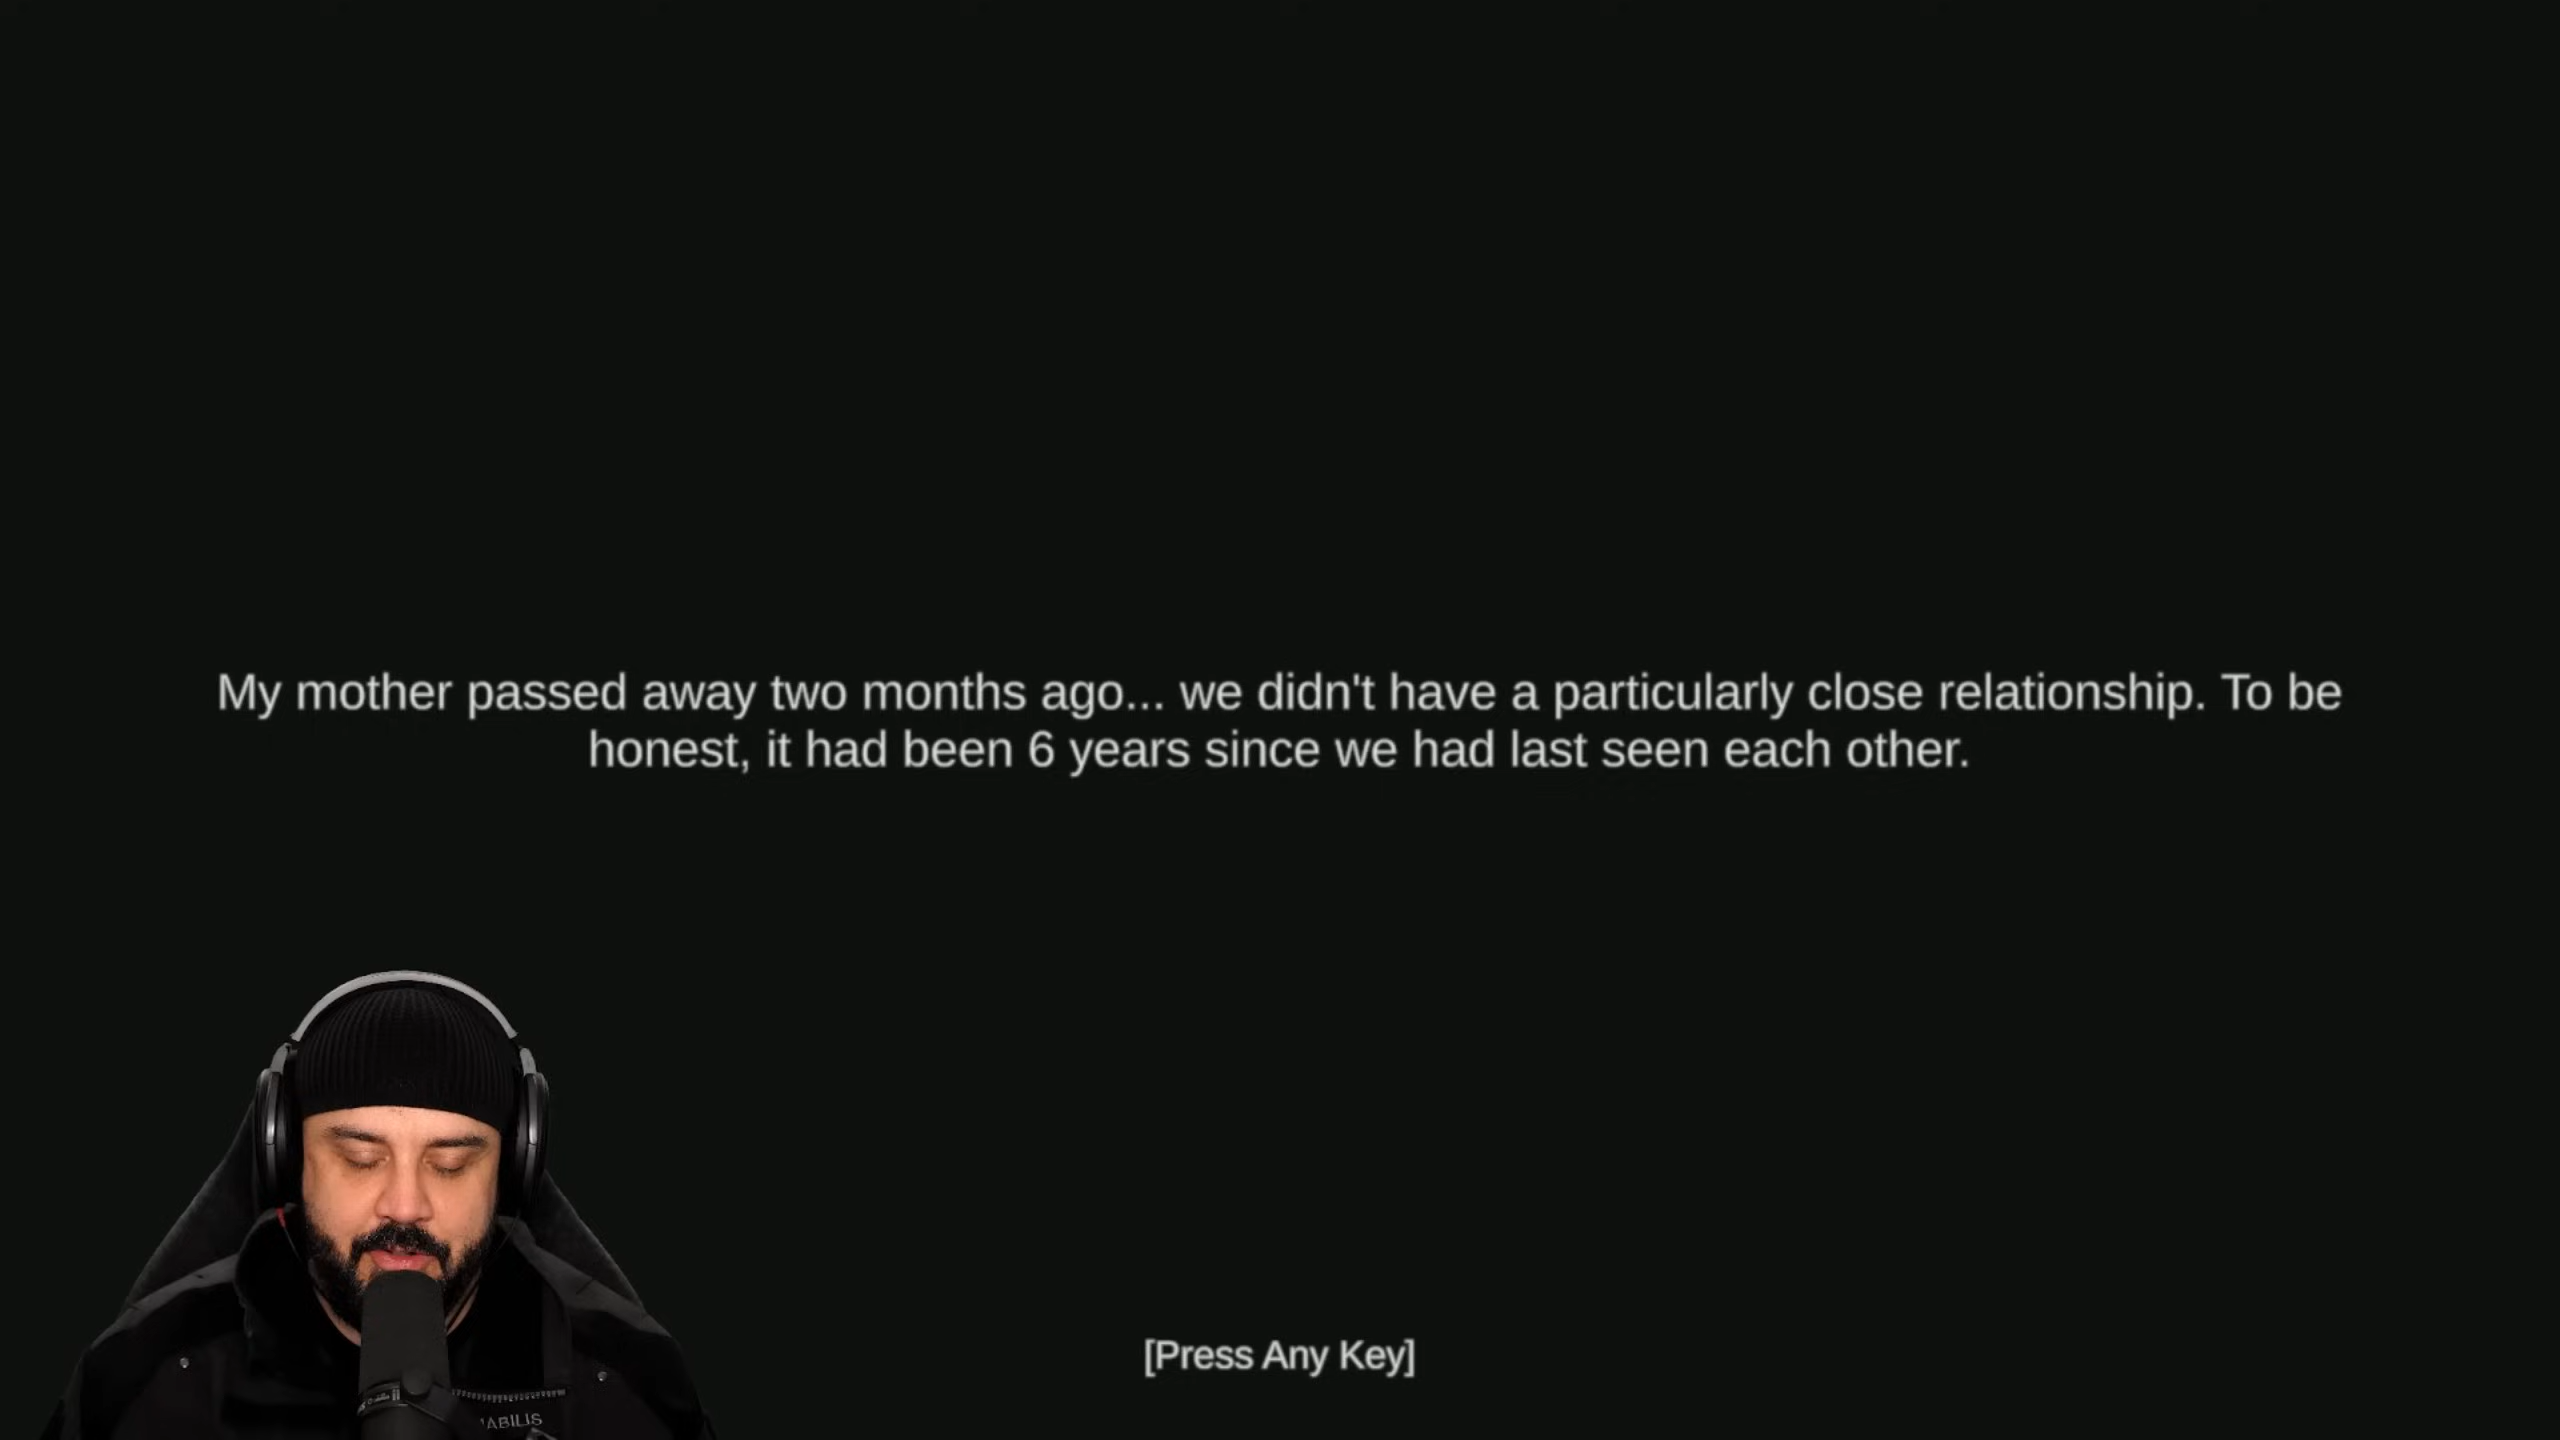 My mother passed away two months ago... we didn't have a particularly close relationship. To be
honest, it had been 6 years since we had last seen each other.
[Press Any Key]